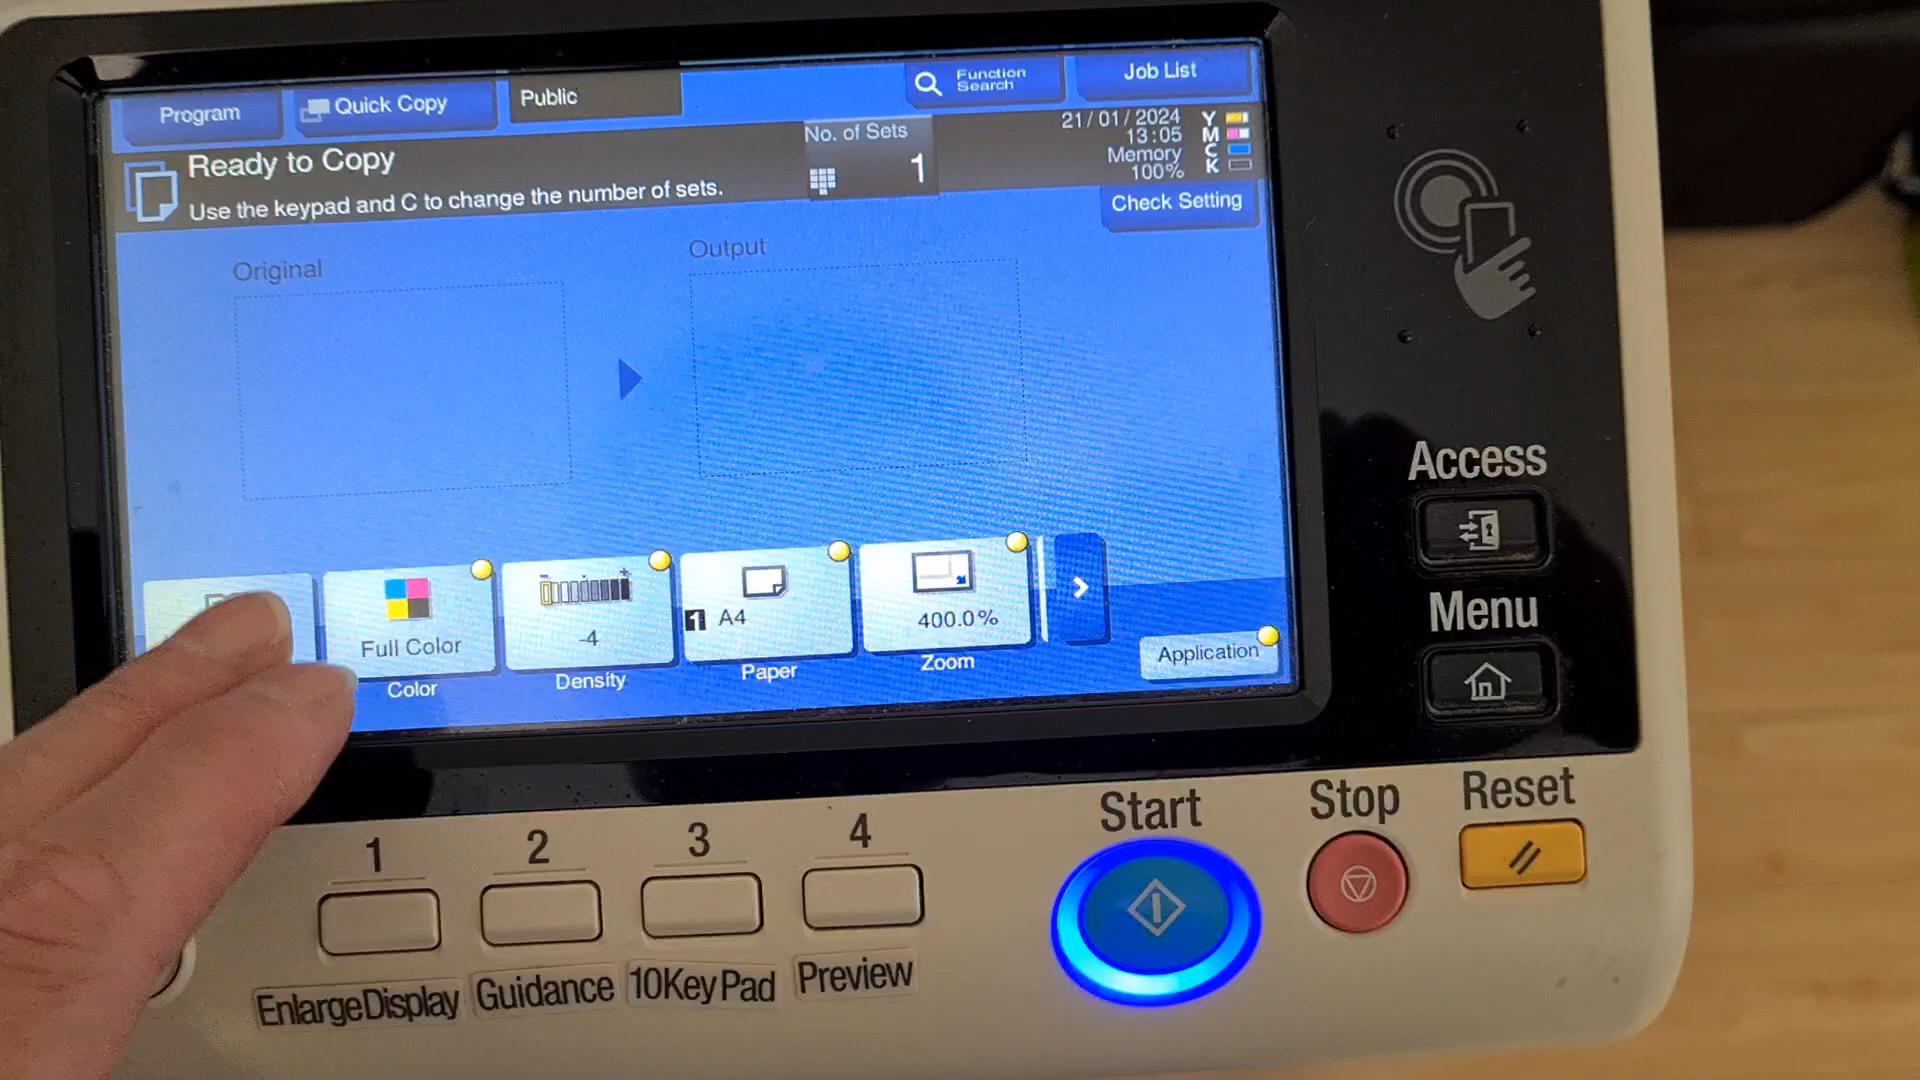 Program
Quick Copy
Public
Function
Search
Job List
Ready to Copy
Use the keypad and C to change the number of sets.
No. of Sets
1
21/01/2024
13:05
Memory
100%
Y
M
C
K
Check Setting
Original
Output
Full Color
Color
-4
Density
1 A4
Paper
400.0%
Zoom
Application
Access
Menu
1
2
3
4
Start
Stop
Reset
EnlargeDisplay
Guidance
10Key Pad
Preview